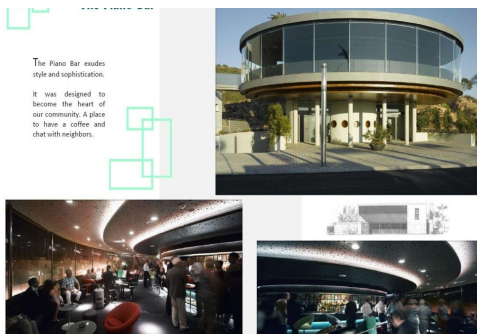 The Piano Bar
The Piano Bar exudes
style and sophistication.
It was designed to
become the heart of
our community. A place
to have a coffee and
chat with neighbors.